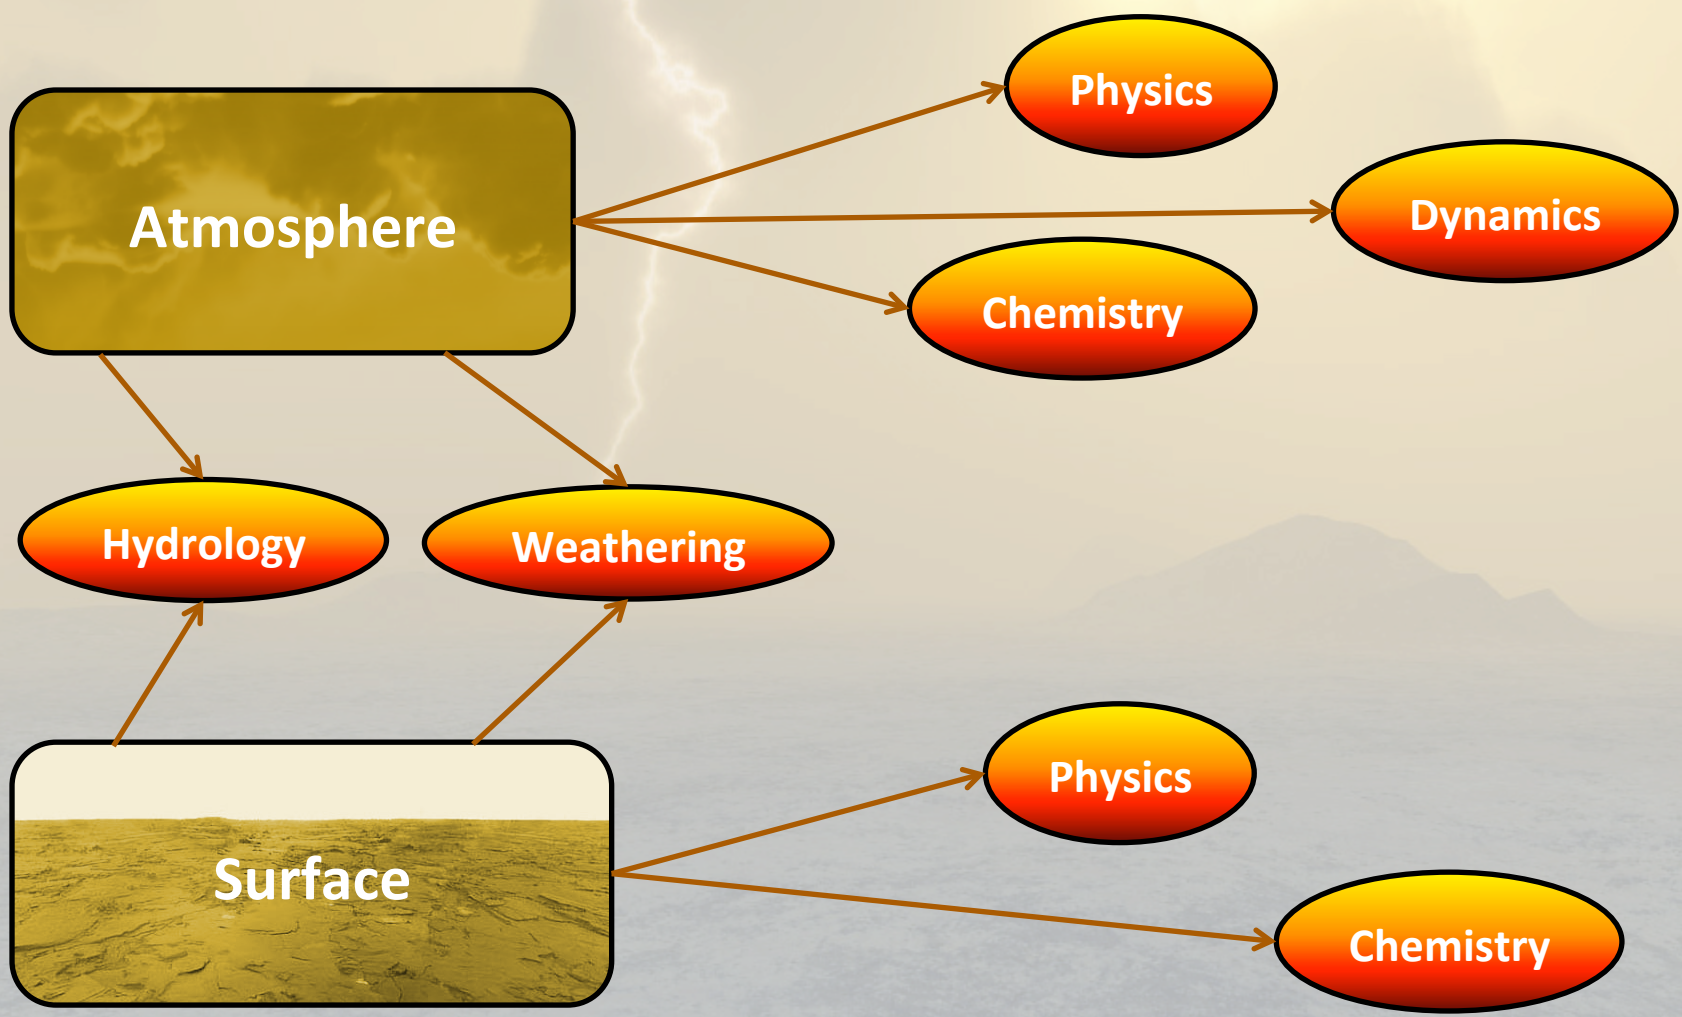 Physics
Atmosphere
Dynamics
Chemistry
Hydrology
Weathering
Physics
Surface
Chemistry